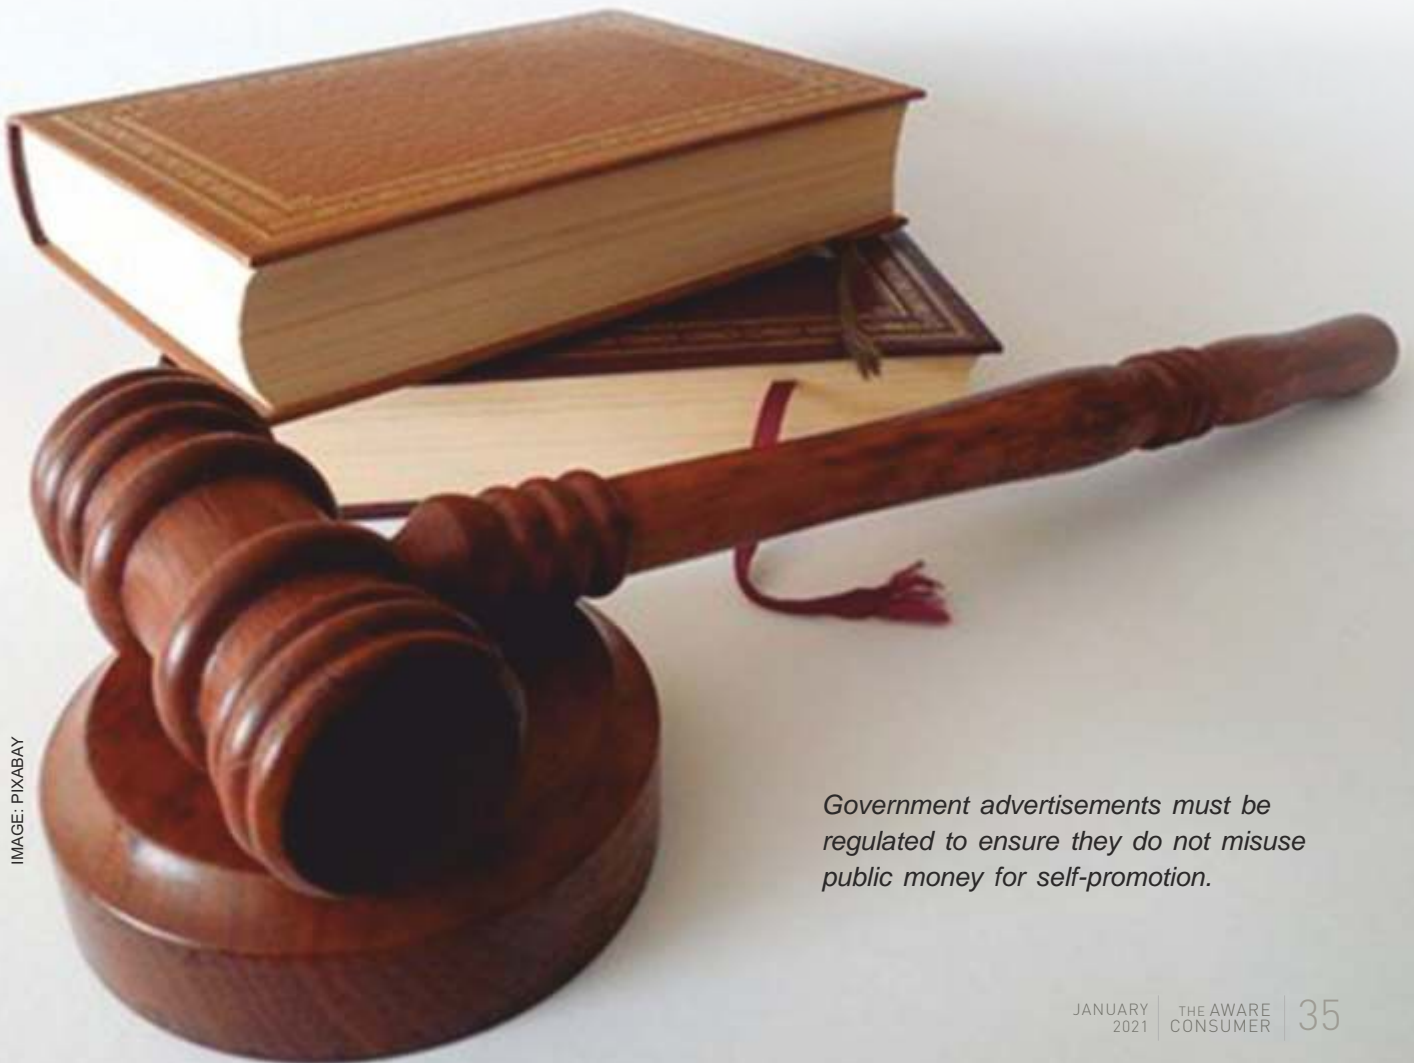 IMAGE: PIXABAY
Government advertisements must be
regulated to ensure they do not misuse
public money for self-promotion.
JANUARY
2021
THE AWARE
CONSUMER
35